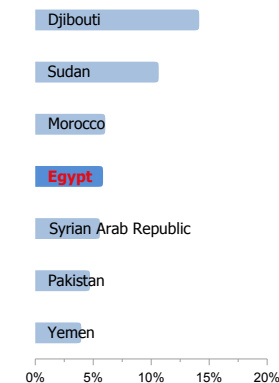 Djibouti
Sudan
Morocco
Egypt
Syrian Arab Republic
Pakistan
Yemen
0% 5% 10% 15% 20%